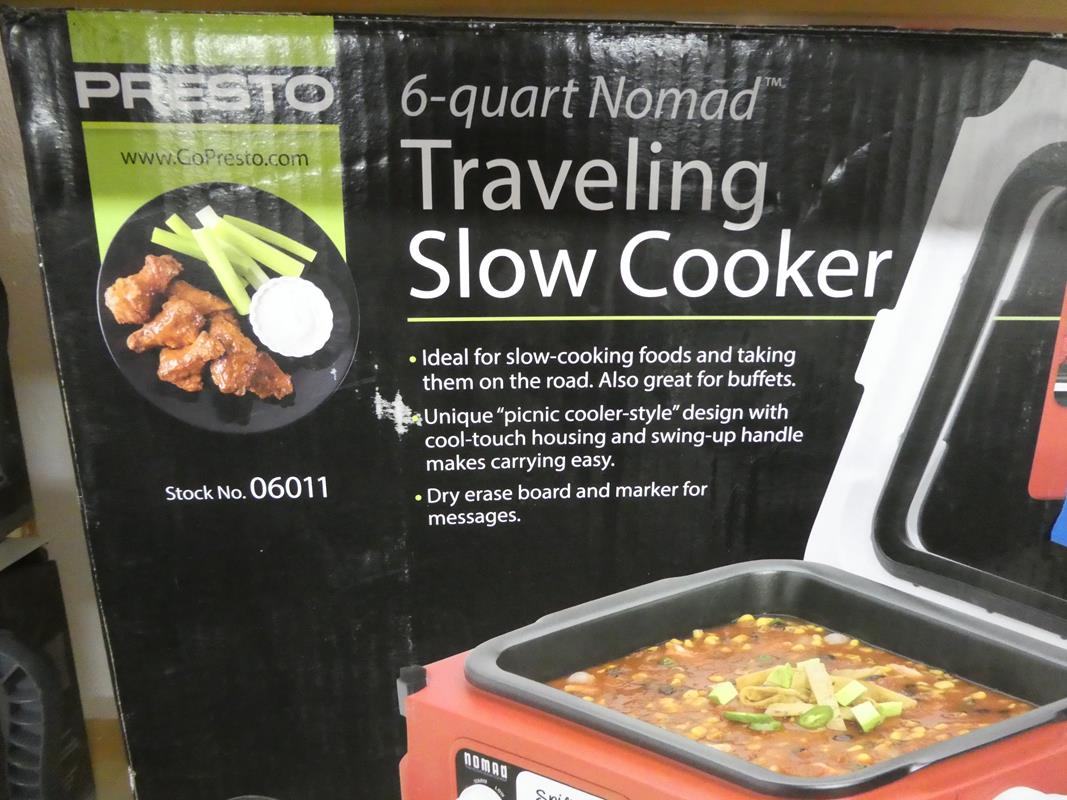 PRESTO
www.GoPresto.com
6-quart Nomad™
Traveling
Slow Cooker
• Ideal for slow-cooking foods and taking
them on the road. Also great for buffets.
• Unique “picnic cooler-style” design with
cool-touch housing and swing-up handle
makes carrying easy.
• Dry erase board and marker for
messages.
Stock No. 06011
NOMAD
WARM LOW